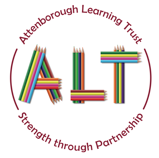 Attenborough Learning Trust
ALT
Strength through Partnership